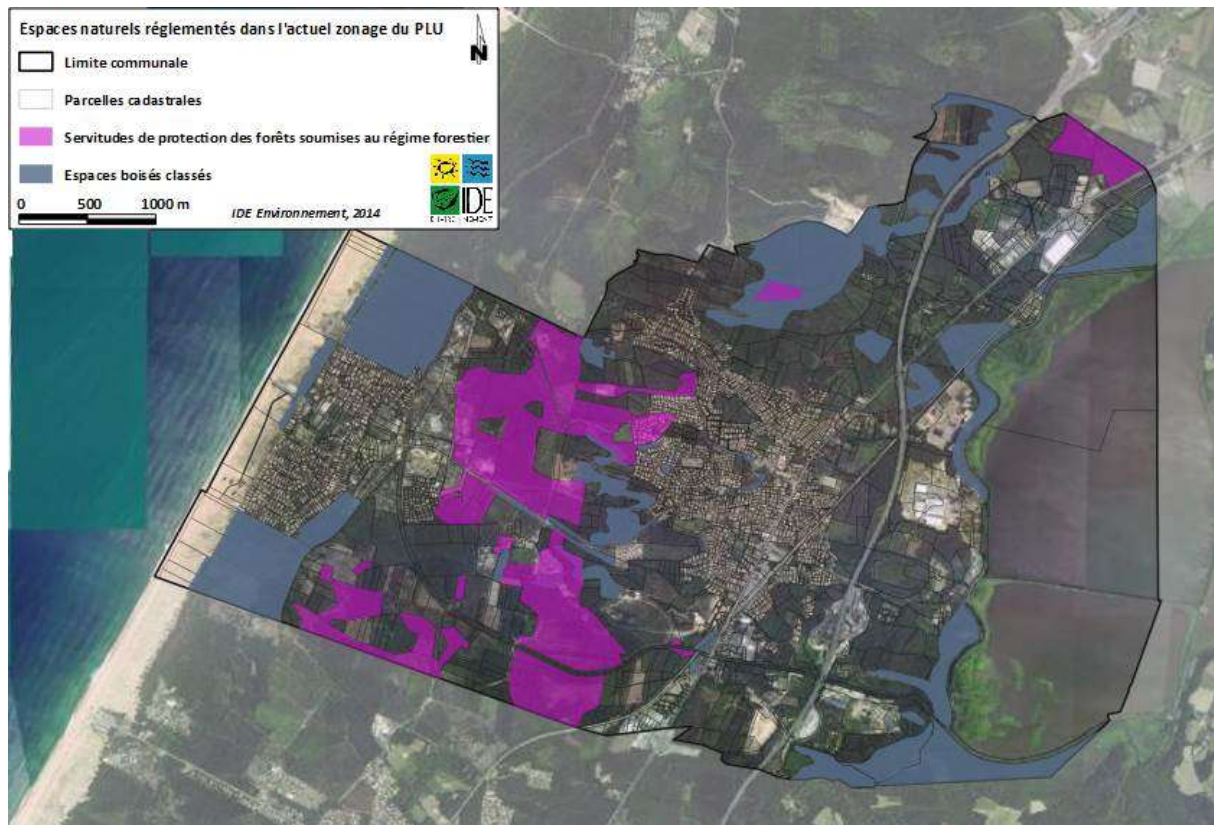 Espaces naturels réglementés dans l'actuel zonage du PLU
N
Limite communale
Parcelles cadastrales
Servitudes de protection des forêts soumises au régime forestier
Espaces boisés classés
0 500 1000 m
IDE Environnement, 2014
IDE